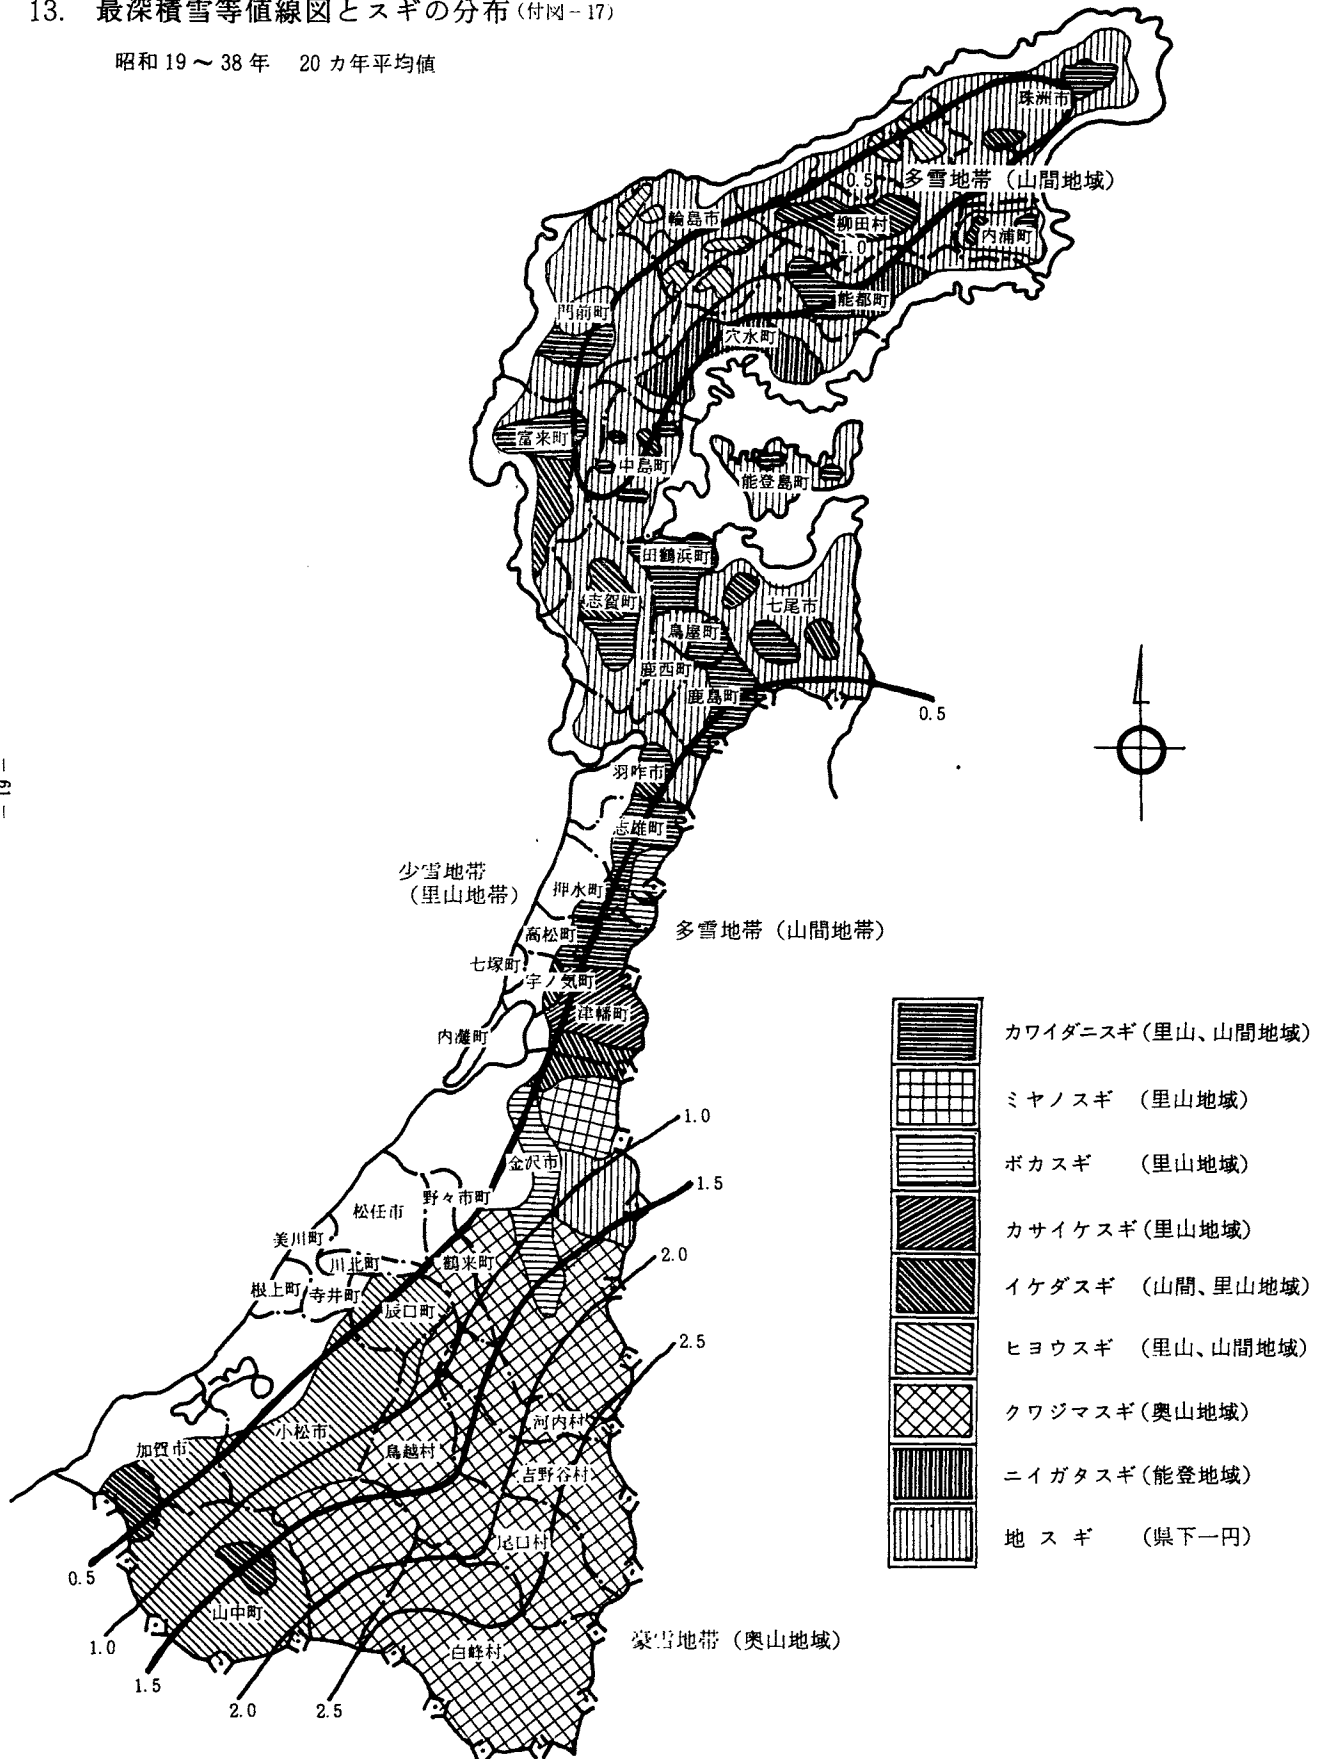 13. 最深積雪等値線図とスギの分布(付図-17)
昭和19～38年 20カ年平均値
珠洲市
0.5
多雪地帯(山間地域)
輪島市
柳田村
内浦町
1.0
能都町
門前町
穴水町
富来町
中島町
能登島町
田鶴浜町
志賀町
七尾市
鳥屋町
鹿西町
鹿島町
0.5
羽咋市
志雄町
少雪地帯
(里山地帯)
押水町
多雪地帯(山間地帯)
高松町
七塚町
宇ノ気町
津幡町
内灘町
1.0
金沢市
1.5
野々市町
松任市
美川町
2.0
川北町
鶴来町
根上町
寺井町
辰口町
2.5
河内村
小松市
加賀市
鳥越村
吉野谷村
尾口村
0.5
山中町
1.0
白峰村
豪雪地帯(奥山地域)
1.5
2.0
2.5
カワイダニスギ(里山、山間地域)
ミヤノスギ (里山地域)
ボカスギ (里山地域)
カサイケスギ(里山地域)
イケダスギ (山間、里山地域)
ヒヨウスギ (里山、山間地域)
クワジマスギ(奥山地域)
ニイガタスギ(能登地域)
地スギ (県下一円)